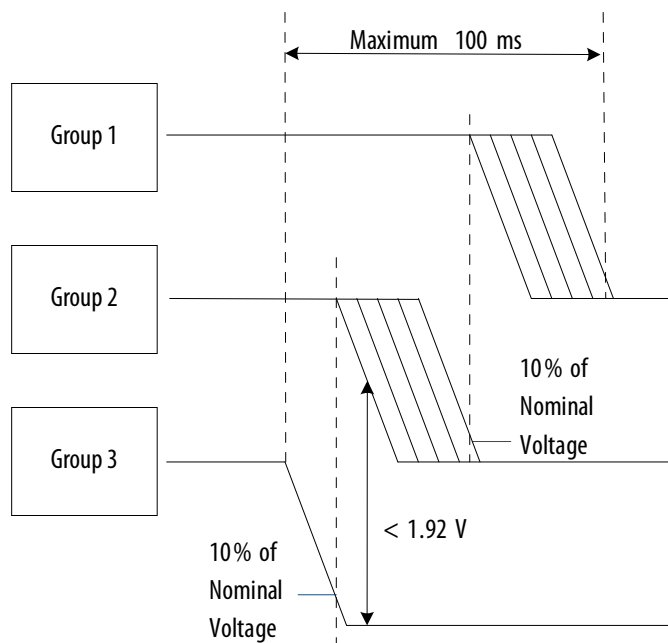 Maximum 100 ms
Group 1
Group 2
10% of
Nominal
Voltage
Group 3
< 1.92 V
10% of
Nominal
Voltage